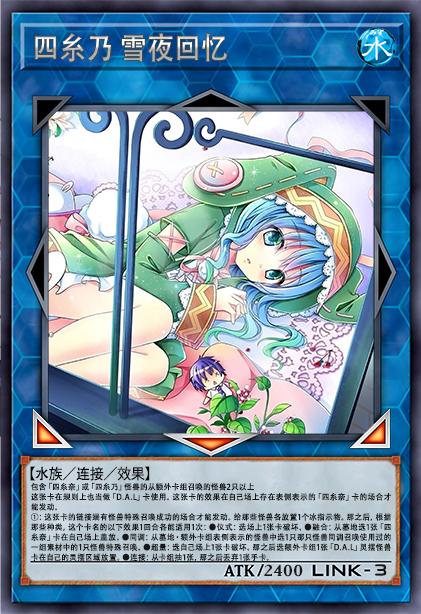 四糸乃 雪夜回忆
水
【水族／连接／效果】
包含「四糸奈」或「四糸乃」怪兽的从额外卡组召唤的怪兽2只以上
这张卡在规则上也当做「D.A.L」卡使用。这张卡的效果在自己场上存在表侧表示的「四糸奈」卡的场合才
能发动。
①：这张卡的链接端有怪兽特殊召唤成功的场合才能发动。给那些怪兽各放置1个冰指示物。那之后，根据
那些种类，这个卡名的以下效果1回合各能适用1次：●仪式：选场上1张卡破坏。●融合：从墓地选1张「四
糸奈」卡在自己场上盖放。●同调：从墓地·额外卡组表侧表示的怪兽中选1只那只怪兽同调召唤使用过的
一组素材中的1只怪兽特殊召唤。●超量：选自己场上1张卡破坏，那之后选额外卡组1张「D.A.L」灵摆怪兽
卡在自己的灵摆区域放置。●连接：从卡组抽1张，那之后丢弃1张手卡。
ATK/2400 LINK-3